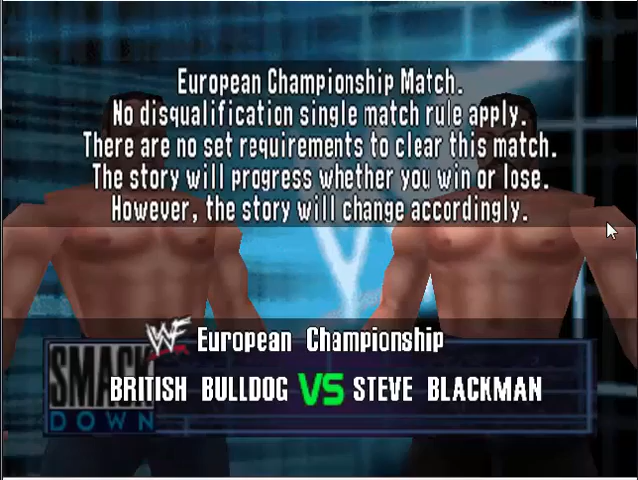 European Championship Match.
No disqualification single match rule apply.
There are no set requirements to clear this match.
The story will progress whether you win or lose.
However, the story will change accordingly.
WF European Championship
SMACK
DOWN
BRITISH BULLDOG VS STEVE BLACKMAN